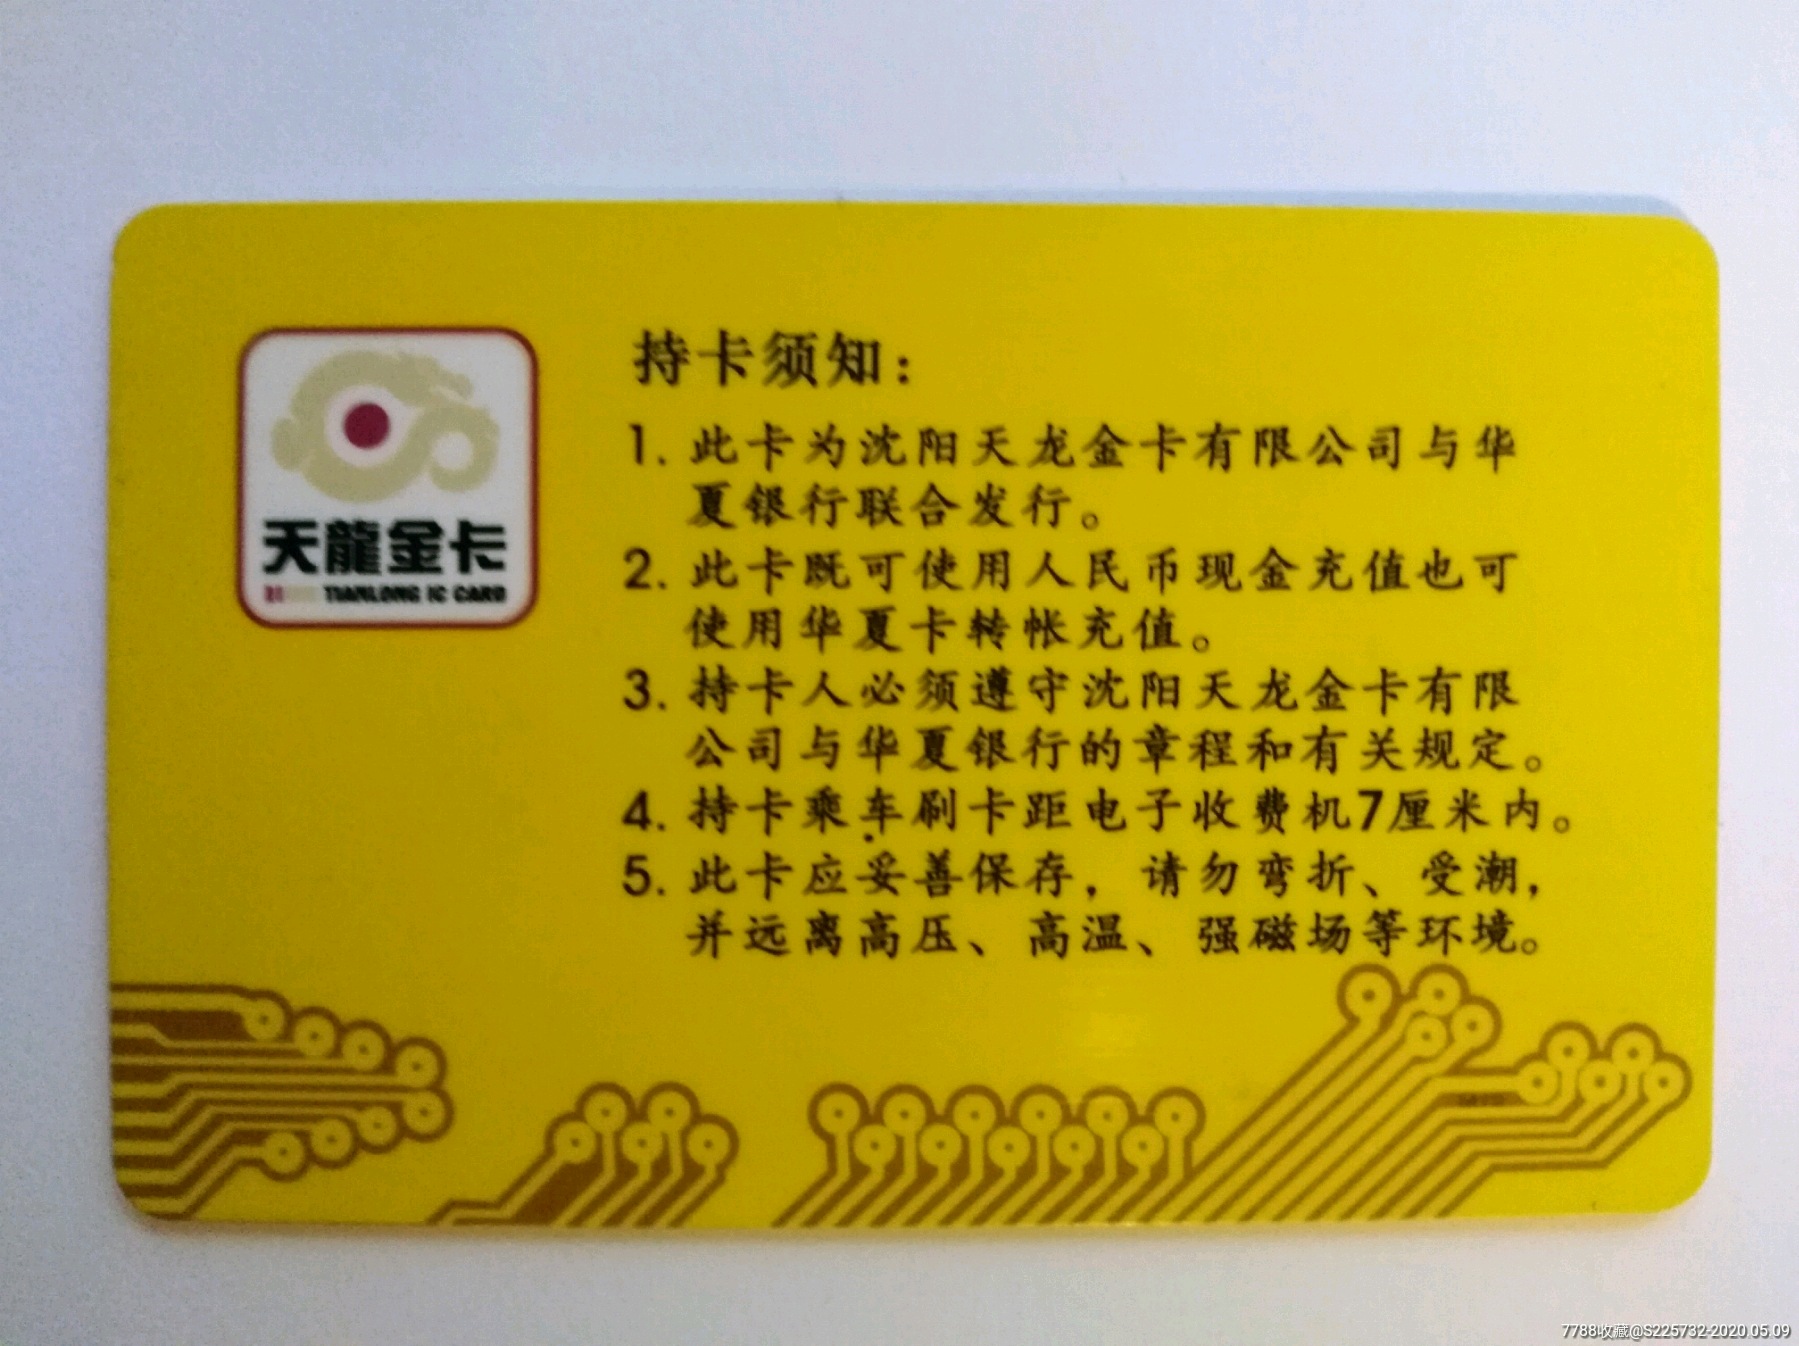 持卡须知：
1. 此卡为沈阳天龙金卡有限公司与华
夏银行联合发行。
2. 此卡既可使用人民币现金充值也可
使用华夏卡转帐充值。
3. 持卡人必须遵守沈阳天龙金卡有限
公司与华夏银行的章程和有关规定。
4. 持卡乘车刷卡距电子收费机7厘米内。
5. 此卡应妥善保存，请勿弯折、受潮，
并远离高压、高温、强磁场等环境。
天龍金卡
TIANLONG IC CARD
7788收藏@S225732-2020.05.09